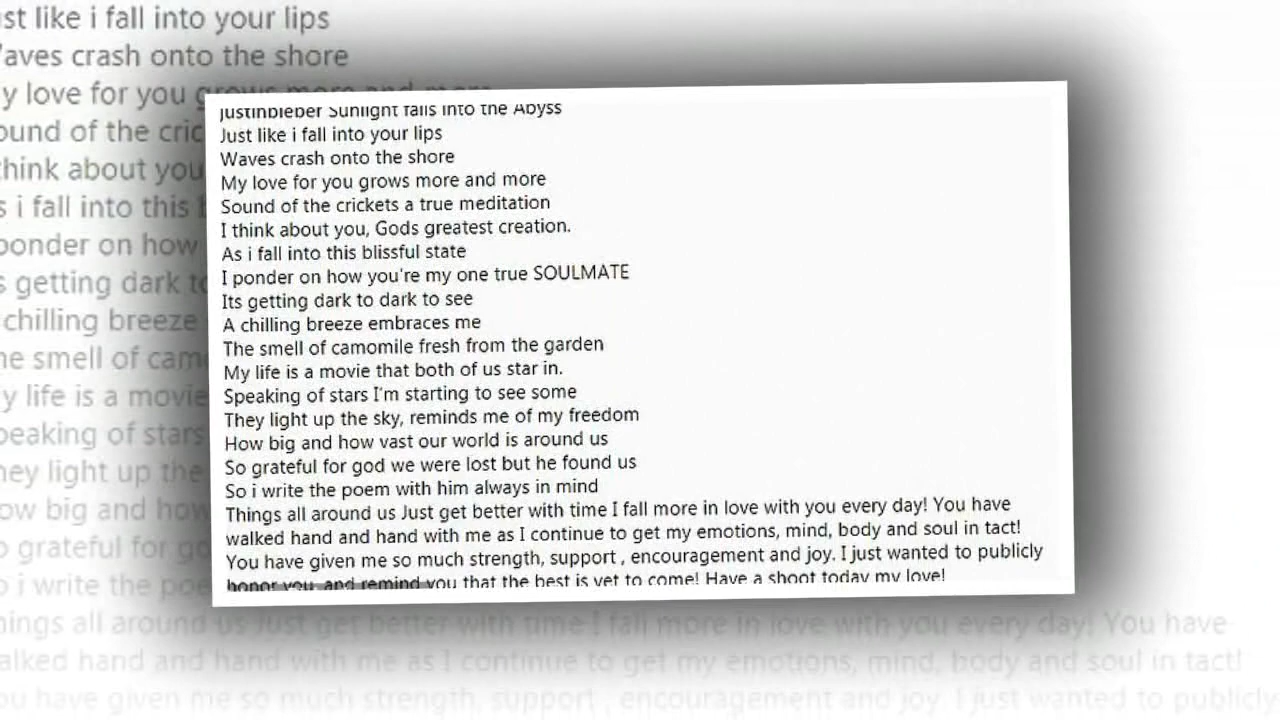 justinbieber Sunlight falls into the Abyss
Just like i fall into your lips
Waves crash onto the shore
My love for you grows more and more
Sound of the crickets a true meditation
I think about you, Gods greatest creation.
As i fall into this blissful state
I ponder on how you're my one true SOULMATE
Its getting dark to dark to see
A chilling breeze embraces me
The smell of camomile fresh from the garden
My life is a movie that both of us star in.
Speaking of stars I'm starting to see some
They light up the sky, reminds me of my freedom
How big and how vast our world is around us
So grateful for god we were lost but he found us
So i write the poem with him always in mind
Things all around us Just get better with time I fall more in love with you every day! You have
walked hand and hand with me as I continue to get my emotions, mind, body and soul in tact!
You have given me so much strength, support , encouragement and joy. I just wanted to publicly
honor you, and remind you that the best is yet to come! Have a shoot today my love!